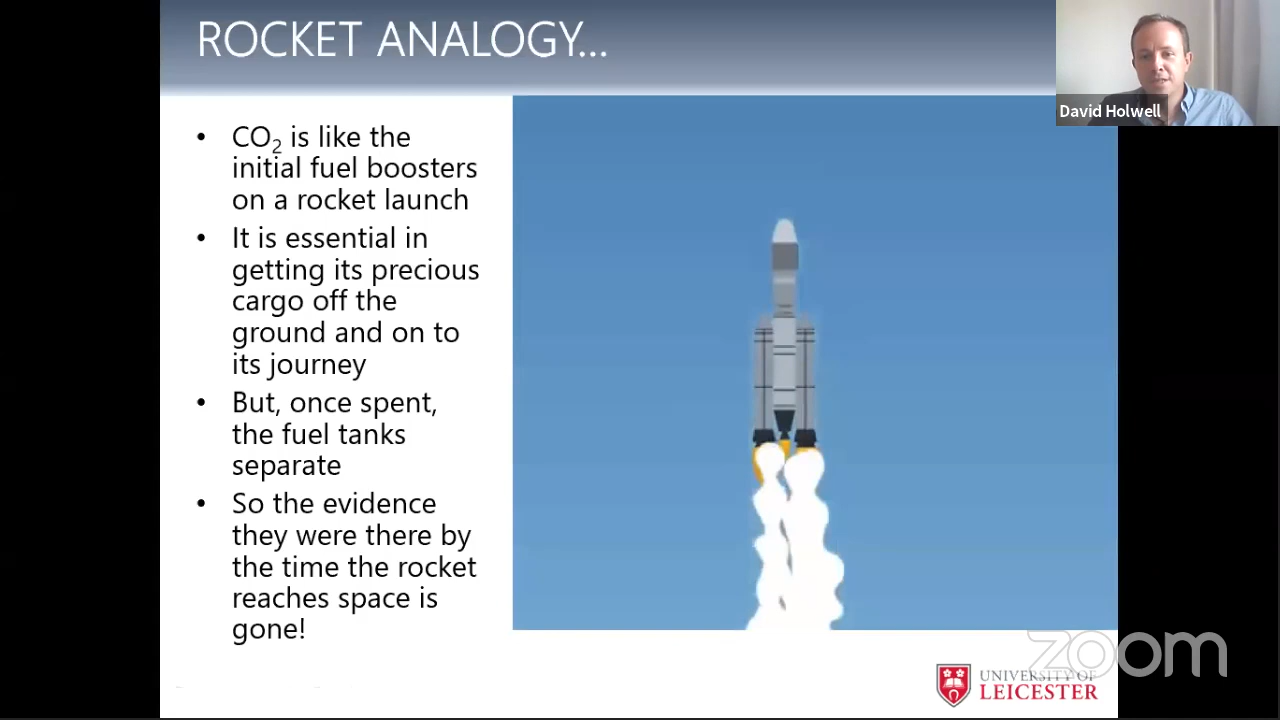 ROCKET ANALOGY...
David Holwell
• CO₂ is like the
initial fuel boosters
on a rocket launch
• It is essential in
getting its precious
cargo off the
ground and on to
its journey
• But, once spent,
the fuel tanks
separate
• So the evidence
they were there by
the time the rocket
reaches space is
gone!
zoom
UNIVERSITY OF
LEICESTER